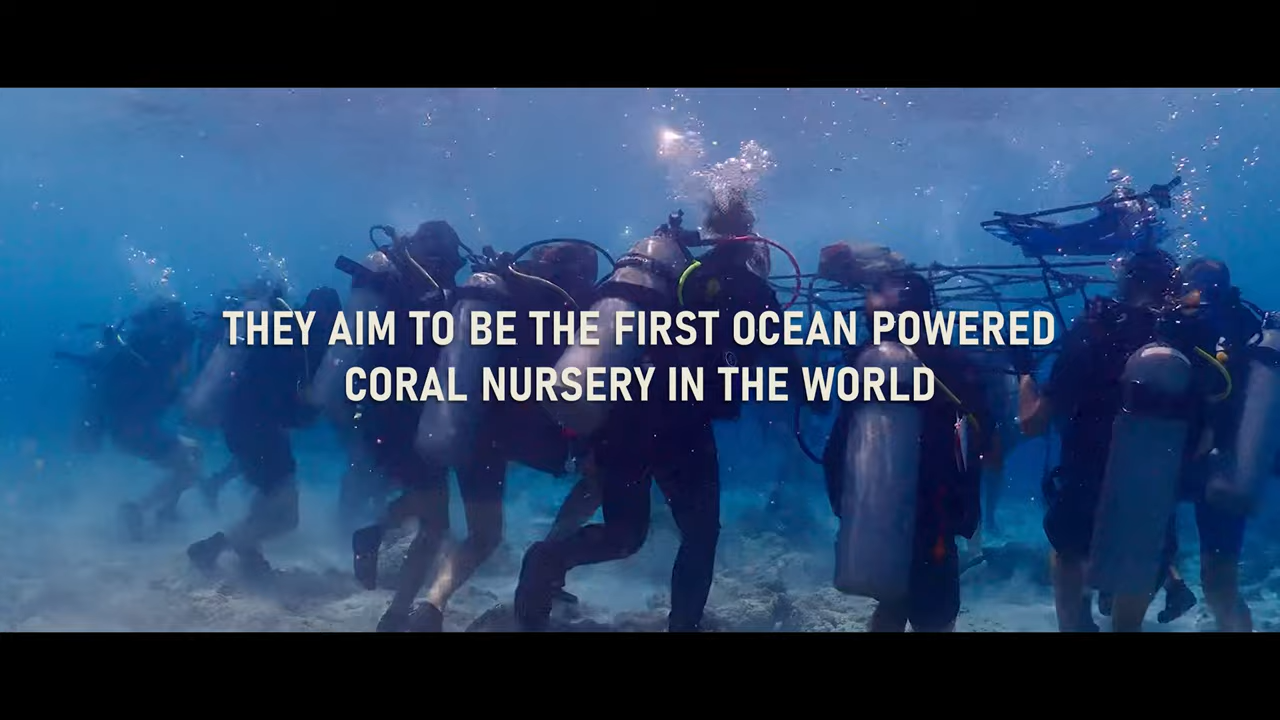 THEY AIM TO BE THE FIRST OCEAN POWERED
CORAL NURSERY IN THE WORLD